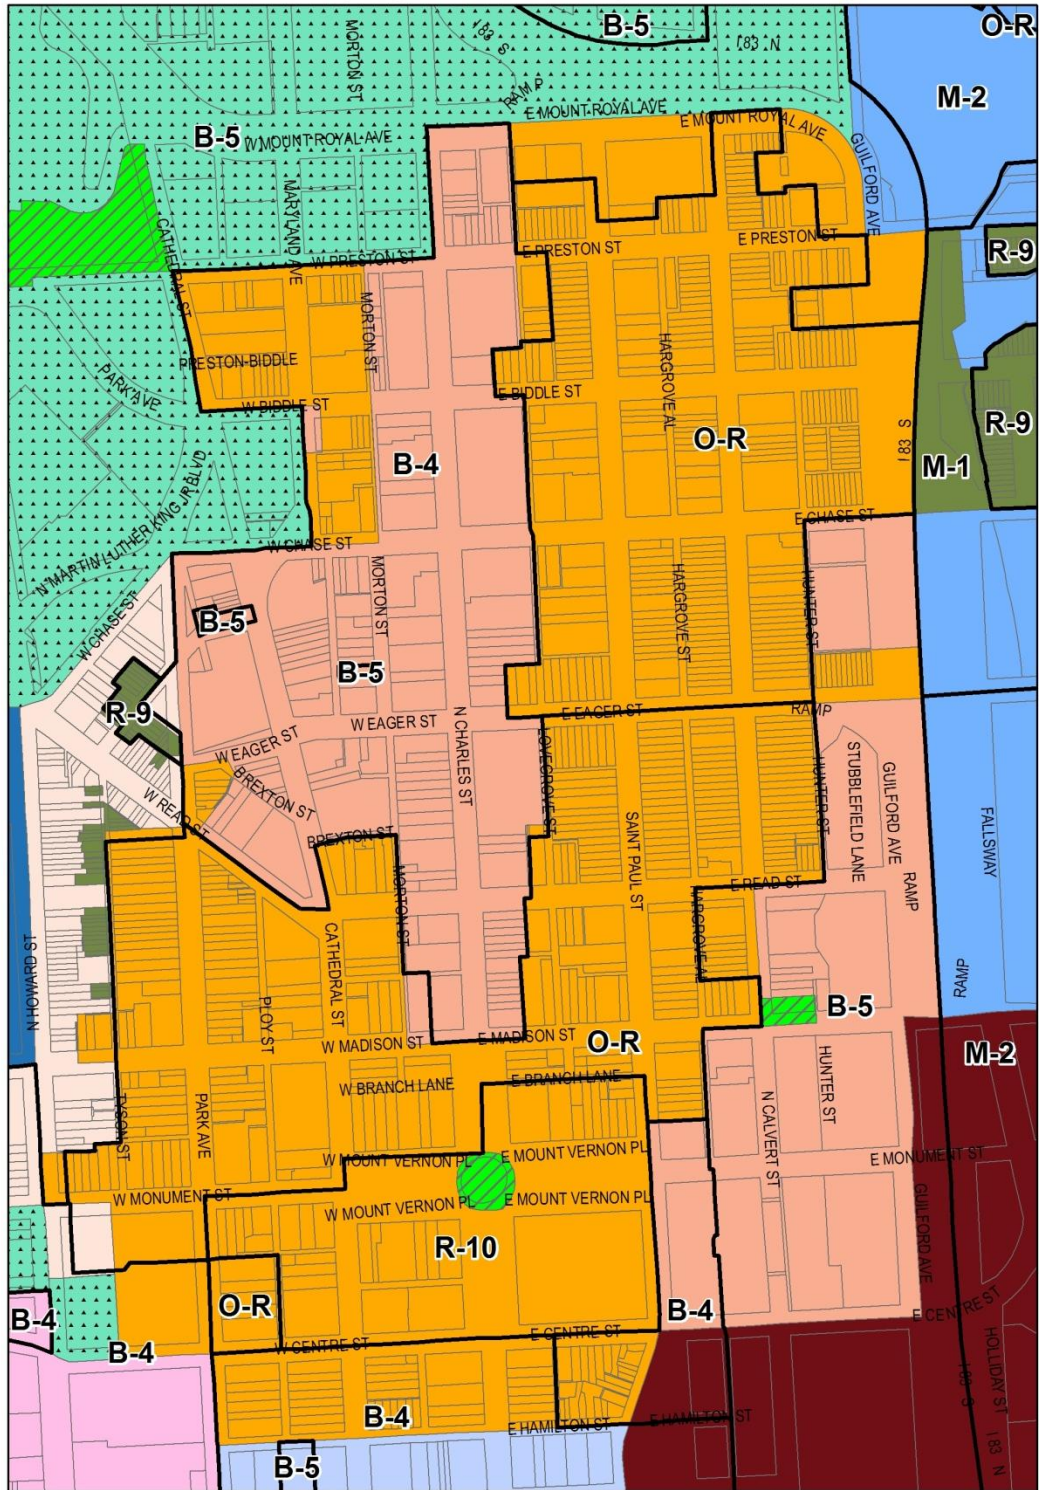 B-5
O-R
MORTON ST
I 83 S
I 83 N
RAMP
M-2
E MOUNT ROYAL AVE
E MOUNT ROYAL AVE
B-5
W MOUNT ROYAL AVE
GUILFORD AVE
MARYLAND AVE
CATHEDRAL ST
W PRESTON ST
E PRESTON ST
E PRESTON ST
R-9
MORTON ST
PRESTON-BIDDLE
HARGROVE AL
PARK AVE
W BIDDLE ST
E BIDDLE ST
O-R
R-9
I 83 S
B-4
M-1
N MARTIN LUTHER KING JR BLVD
E CHASE ST
W CHASE ST
W CHASE ST
MORTON ST
HARGROVE ST
HUNTER ST
B-5
B-5
R-9
E EAGER ST
RAMP
W EAGER ST
W EAGER ST
N CHARLES ST
LOVEGROVE ST
HUNTER ST
STUBBLEFIELD LANE
GUILFORD AVE
BREXTON ST
W READ ST
BREXTON ST
SAINT PAUL ST
FALLSWAY
RAMP
E READ ST
MORTON ST
HARGROVE AL
CATHEDRAL ST
N HOWARD ST
PLOY ST
RAMP
B-5
W MADISON ST
E MADISON ST
O-R
M-2
W BRANCH LANE
E BRANCH LANE
HUNTER ST
N CALVERT ST
TYSON ST
PARK AVE
W MOUNT VERNON PL
E MOUNT VERNON PL
E MONUMENT ST
W MONUMENT ST
W MOUNT VERNON PL
E MOUNT VERNON PL
GUILFORD AVE
R-10
O-R
B-4
B-4
E CENTRE ST
B-4
W CENTRE ST
E CENTRE ST
HOLLIDAY ST
I 83 S
B-4
E HAMILTON ST
E HAMILTON ST
I 83 N
B-5